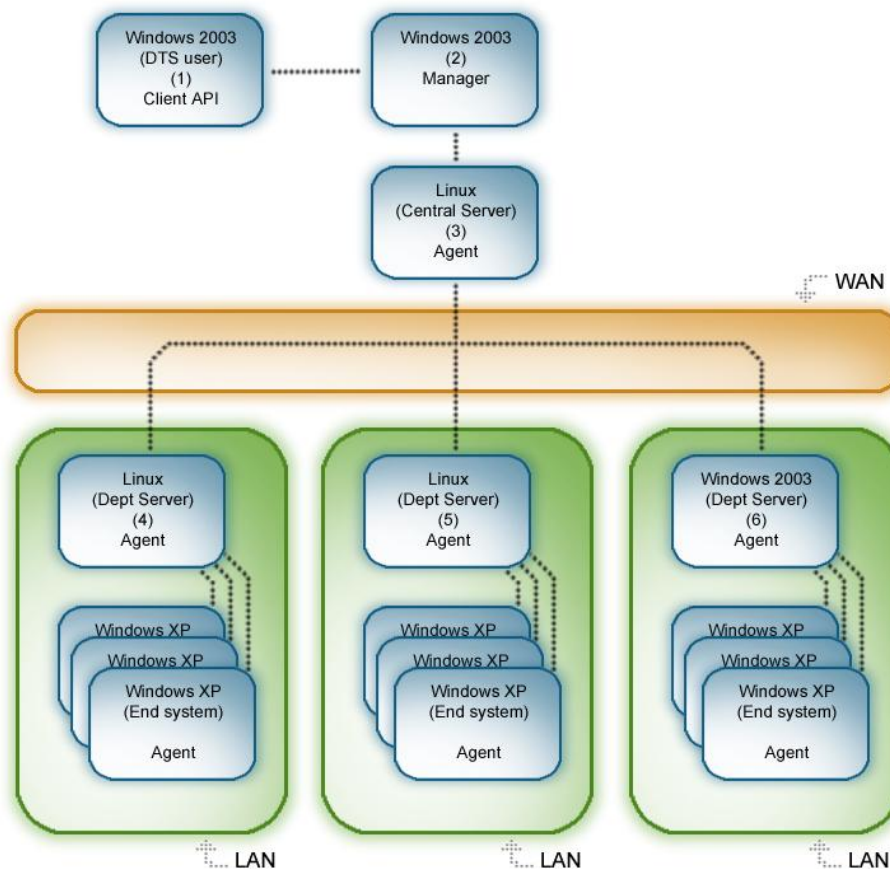 Windows 2003
(DTS user)
(1)
Client API
Windows 2003
(2)
Manager
Linux
(Central Server)
(3)
Agent
WAN
Linux
(Dept Server)
(4)
Agent
Linux
(Dept Server)
(5)
Agent
Windows 2003
(Dept Server)
(6)
Agent
Windows XP
Windows XP
Windows XP
(End system)
Agent
Windows XP
Windows XP
Windows XP
(End system)
Agent
Windows XP
Windows XP
Windows XP
(End system)
Agent
LAN
LAN
LAN